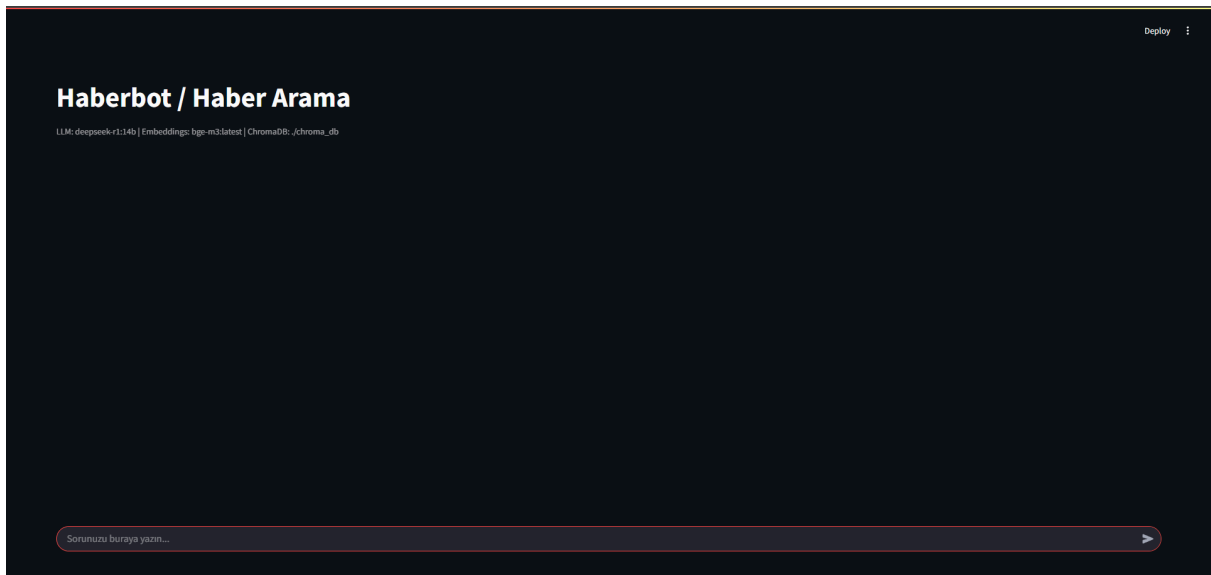 Deploy
Haberbot / Haber Arama
LLM: deepseek-r1:14b | Embeddings: bge-m3:latest | ChromaDB: ./chroma_db
Sorunuzu buraya yazın...